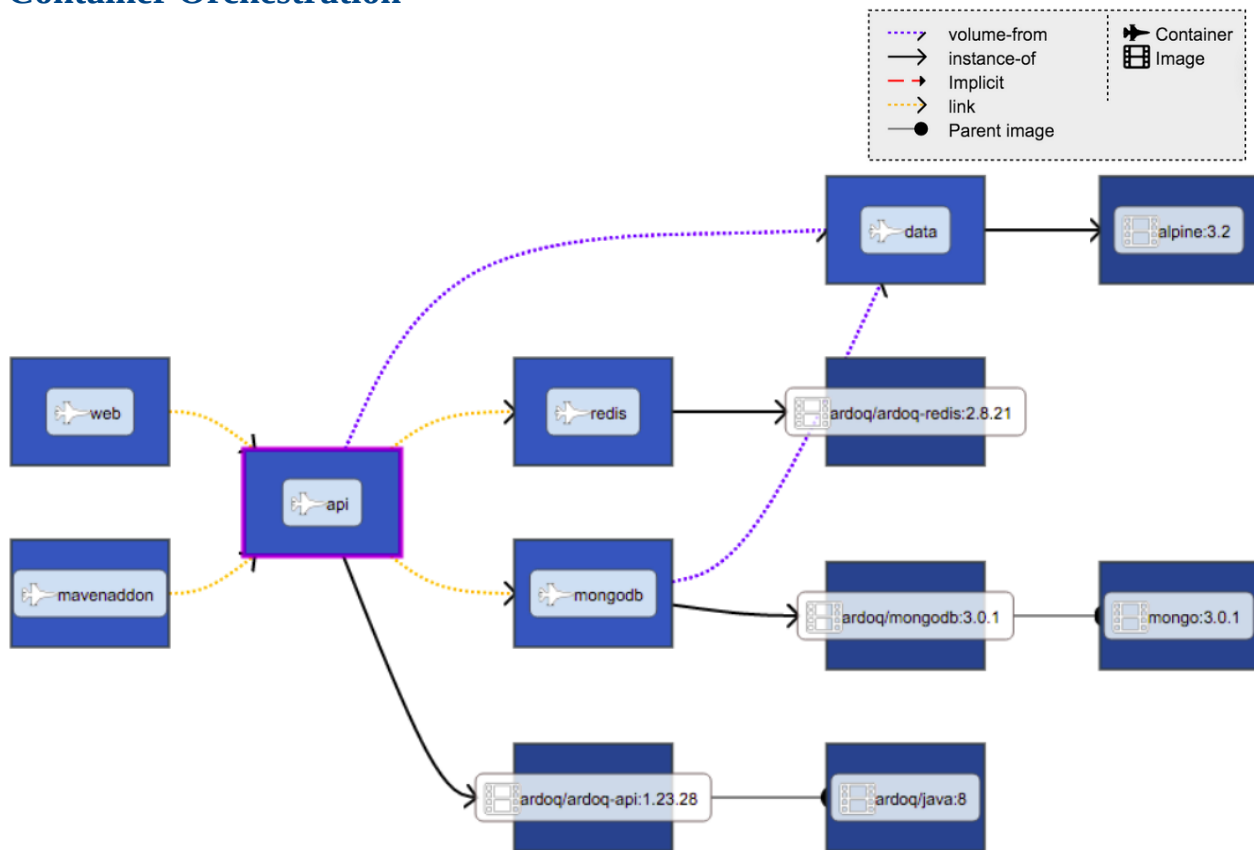 Container Orchestration
volume-from
instance-of
Implicit
link
Parent image
Container
Image
data
alpine:3.2
web
redis
ardoq/ardoq-redis:2.8.21
api
mavenaddon
mongodb
ardoq/mongodb:3.0.1
mongo:3.0.1
ardoq/ardoq-api:1.23.28
ardoq/java:8